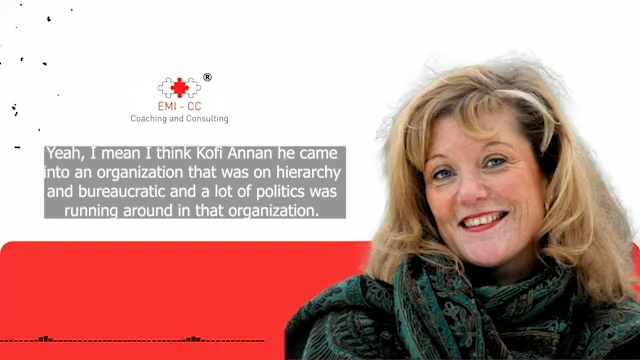 ®
EMI - CC
Coaching and Consulting
Yeah, I mean I think Kofi Annan he came
into an organization that was on hierarchy
and bureaucratic and a lot of politics was
running around in that organization.